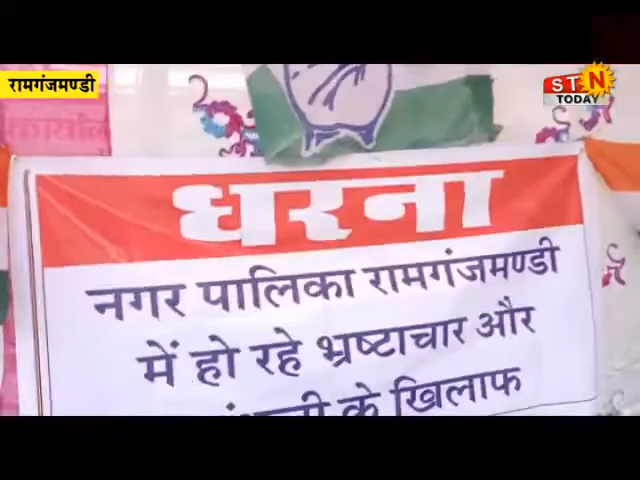 रामगंजमण्डी
STN
TODAY
धरना
नगर पालिका रामगंजमण्डी
में हो रहे भ्रष्टाचार और
के खिलाफ